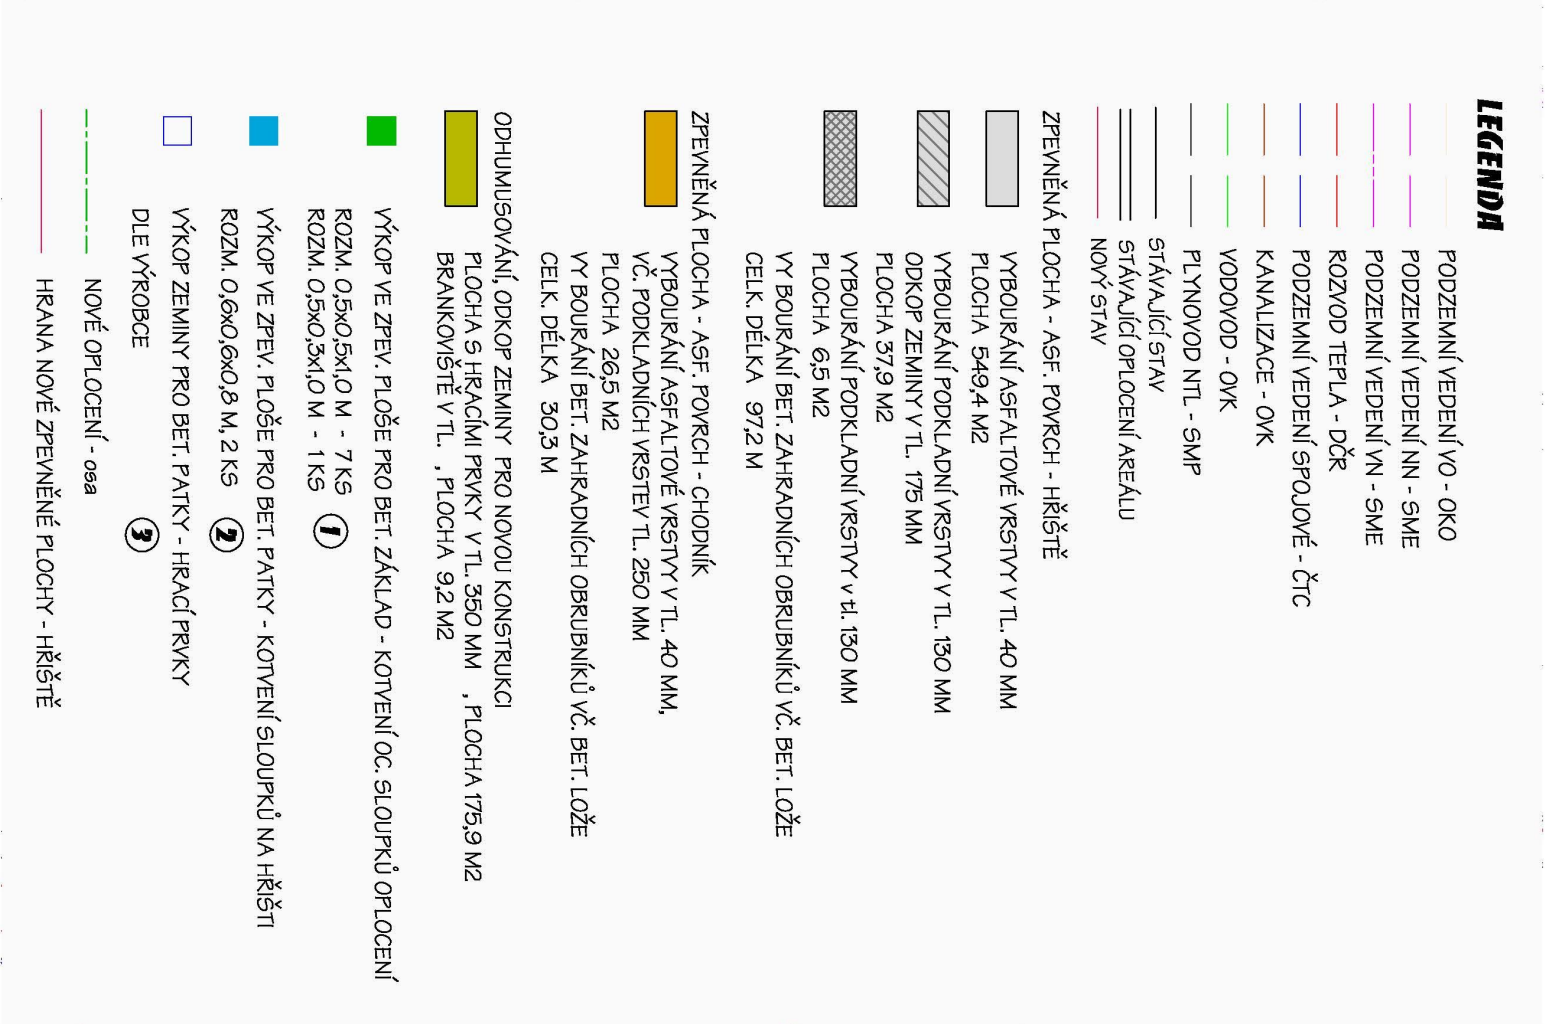 LEGENDA
PODZEMNÍ VEDENÍ VO - OKO
PODZEMNÍ VEDENÍ NN - SME
PODZEMNÍ VEDENÍ VN - SME
ROZVOD TEPLA - DČR
PODZEMNÍ VEDENÍ SPOJOVÉ - ČTC
KANALIZACE - OVK
VODOVOD - OVK
PLYNOVOD NTL - SMP
STÁVAJÍCÍ STAV
STÁVAJÍCÍ OPLOCENÍ AREÁLU
NOVÝ STAV
ZPEVNĚNÁ PLOCHA - ASF. POVRCH - HŘIŠTĚ
VYBOURÁNÍ ASFALTOVÉ VRSTVY V TL. 40 MM
PLOCHA 549,4 M2
VYBOURÁNÍ PODKLADNÍ VRSTVY V TL. 130 MM
ODKOP ZEMINY V TL. 175 MM
PLOCHA 37,9 M2
VYBOURÁNÍ PODKLADNÍ VRSTVY v tl. 130 MM
PLOCHA 6,5 M2
VY BOURÁNÍ BET. ZAHRADNÍCH OBRUBNÍKŮ VČ. BET. LOŽE
CELK. DÉLKA 97,2 M
ZPEVNĚNÁ PLOCHA - ASF. POVRCH - CHODNÍK
VYBOURÁNÍ ASFALTOVÉ VRSTVY V TL. 40 MM,
VČ. PODKLADNÍCH VRSTEV TL. 250 MM
PLOCHA 26,5 M2
VY BOURÁNÍ BET. ZAHRADNÍCH OBRUBNÍKŮ VČ. BET. LOŽE
CELK. DÉLKA 30,3 M
ODHUMUSOVÁNÍ, ODKOP ZEMINY PRO NOVOU KONSTRUKCI
PLOCHA S HRACÍMI PRVKY V TL. 350 MM , PLOCHA 175,9 M2
BRANKOVIŠTĚ V TL. , PLOCHA 9,2 M2
VÝKOP VE ZPEV. PLOŠE PRO BET. ZÁKLAD - KOTVENÍ OC. SLOUPKŮ OPLOCENÍ
ROZM. 0,5x0,5x1,0 M - 7 KS
ROZM. 0,5x0,3x1,0 M - 1 KS
1
VÝKOP VE ZPEV. PLOŠE PRO BET. PATKY - KOTVENÍ SLOUPKŮ NA HŘIŠTI
ROZM. 0,6x0,6x0,8 M, 2 KS
2
VÝKOP ZEMINY PRO BET. PATKY - HRACÍ PRVKY
DLE VÝROBCE
3
NOVÉ OPLOCENÍ - osa
HRANA NOVÉ ZPEVNĚNÉ PLOCHY - HŘIŠTĚ